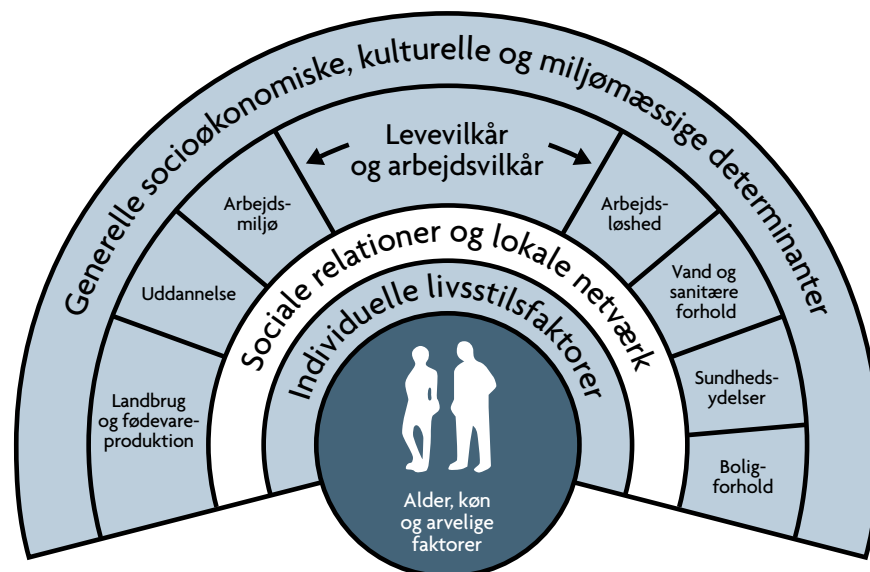 Generelle socioøkonomiske, kulturelle og miljømæssige determinanter
Levevilkår
og arbejdsvilkår
Landbrug
og fødevare-
produktion
Uddannelse
Arbejds-
miljø
Arbejds-
løshed
Vand og
sanitære
forhold
Sundheds-
ydelser
Bolig-
forhold
Sociale relationer og lokale netværk
Individuelle livsstilsfaktorer
Alder, køn
og arvelige
faktorer